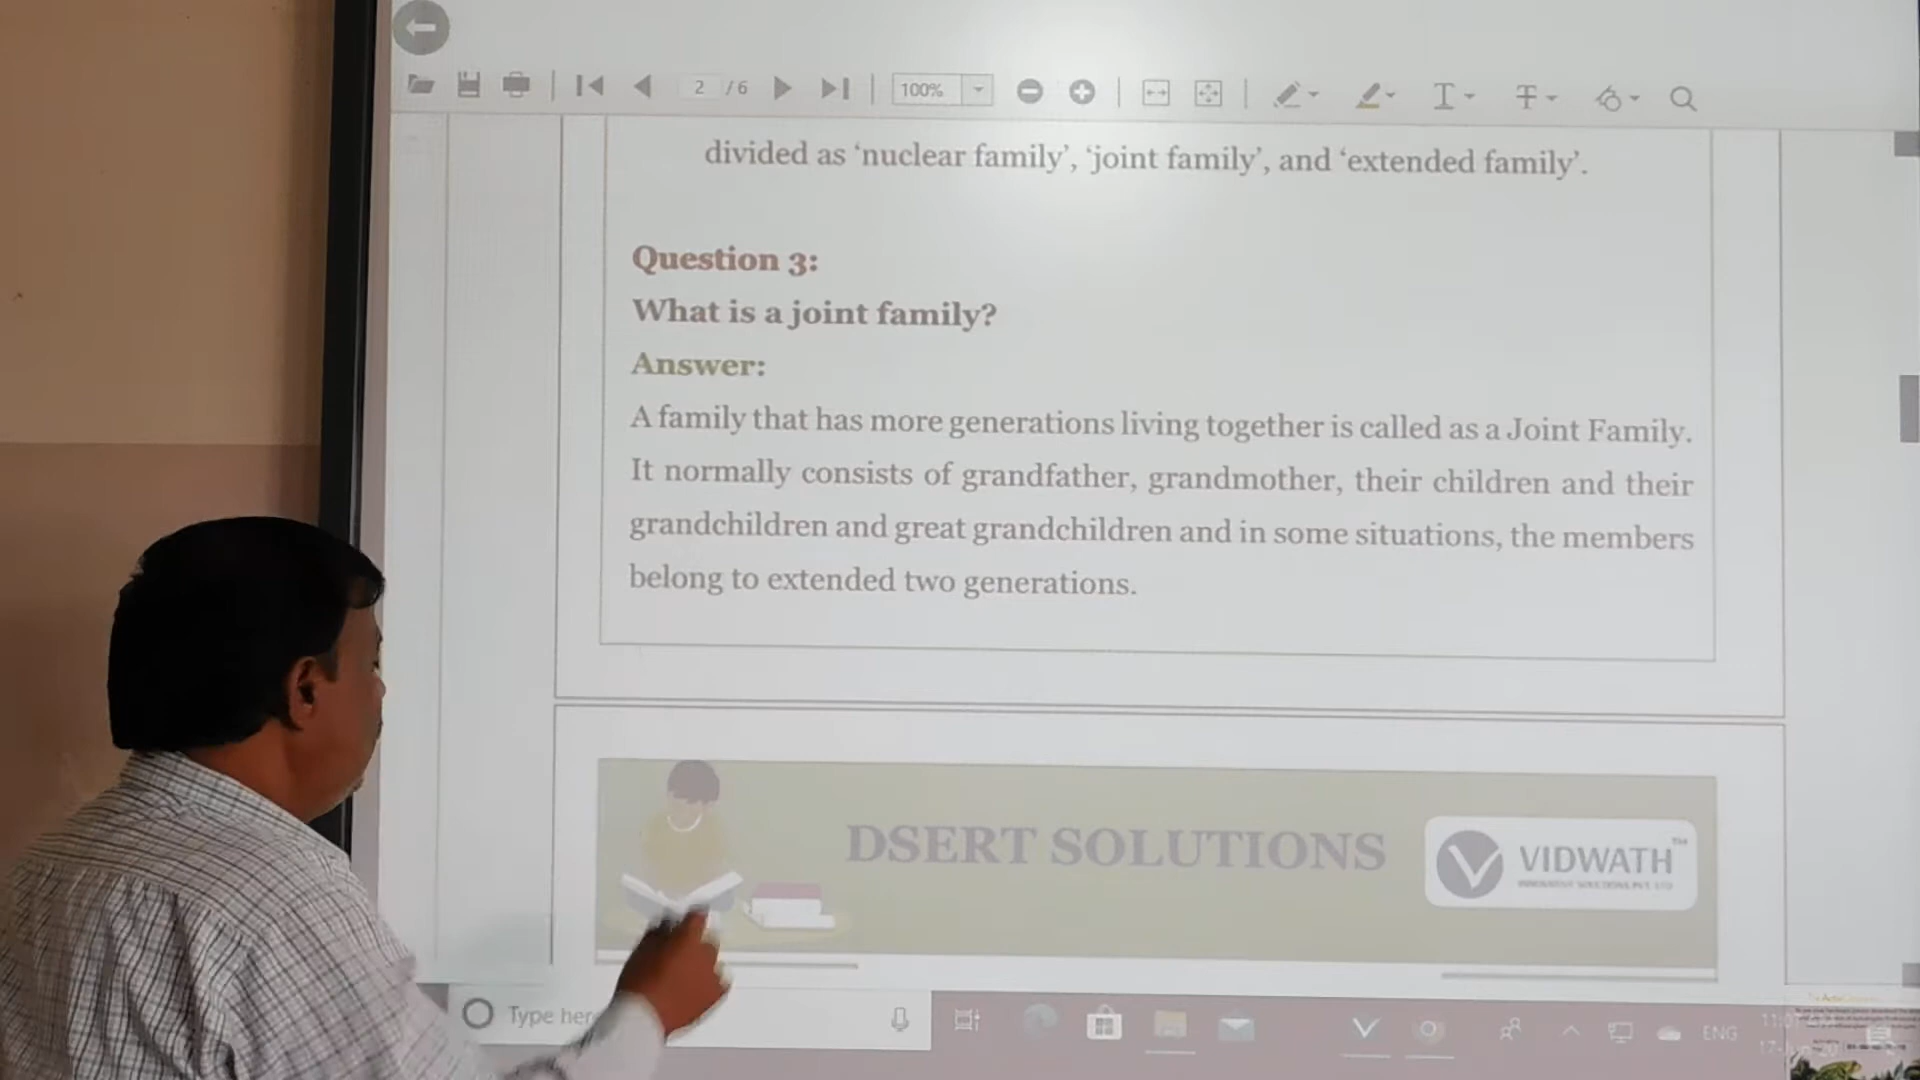 2 / 6
100%
divided as ‘nuclear family’, ‘joint family’, and ‘extended family’.
Question 3:
What is a joint family?
Answer:
A family that has more generations living together is called as a Joint Family.
It normally consists of grandfather, grandmother, their children and their
grandchildren and great grandchildren and in some situations, the members
belong to extended two generations.
DSERT SOLUTIONS
VIDWATH™
Type here
ENG